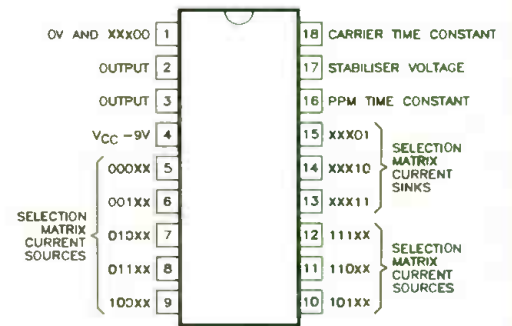 OV AND XXX00 1
OUTPUT 2
OUTPUT 3
VCC -9V 4
000XX 5
001XX 6
010XX 7
011XX 8
100XX 9
SELECTION
MATRIX
CURRENT
SOURCES
18 CARRIER TIME CONSTANT
17 STABILISER VOLTAGE
16 PPM TIME CONSTANT
15 XXX01
14 XXX10
13 XXX11
SELECTION
MATRIX
CURRENT
SINKS
12 111XX
11 110XX
10 101XX
SELECTION
MATRIX
CURRENT
SOURCES